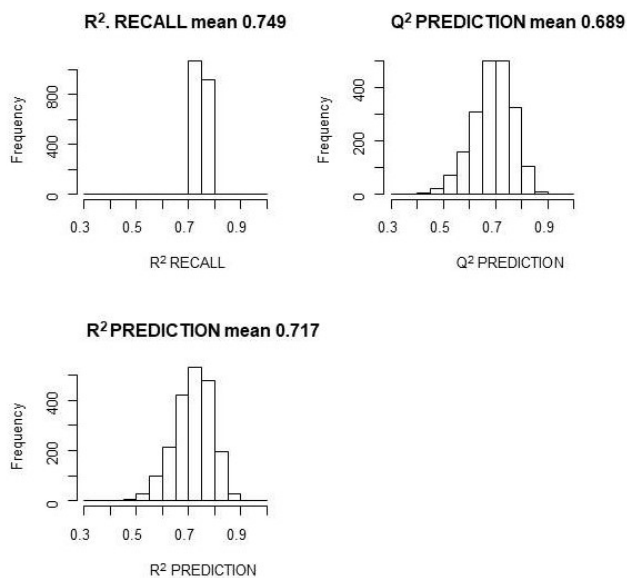 R². RECALL mean 0.749
Frequency
0 400 800
0.3 0.5 0.7 0.9
R² RECALL
Q² PREDICTION mean 0.689
Frequency
0 200 400
0.3 0.5 0.7 0.9
Q² PREDICTION
R² PREDICTION mean 0.717
Frequency
0 200 400
0.3 0.5 0.7 0.9
R² PREDICTION